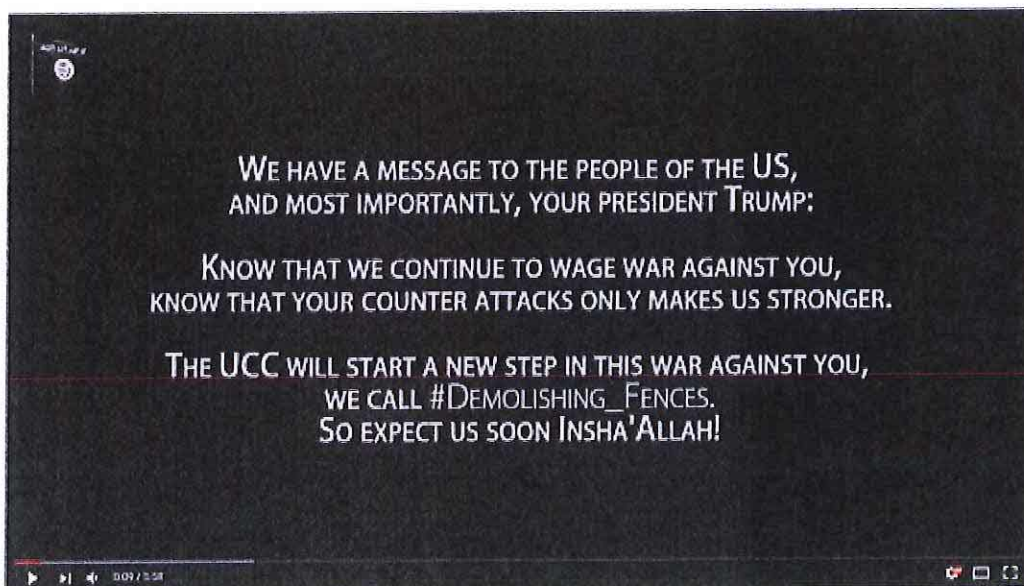 WE HAVE A MESSAGE TO THE PEOPLE OF THE US,
AND MOST IMPORTANTLY, YOUR PRESIDENT TRUMP:
KNOW THAT WE CONTINUE TO WAGE WAR AGAINST YOU,
KNOW THAT YOUR COUNTER ATTACKS ONLY MAKES US STRONGER.
THE UCC WILL START A NEW STEP IN THIS WAR AGAINST YOU,
WE CALL #DEMOLISHING_FENCES.
SO EXPECT US SOON INSHA'ALLAH!